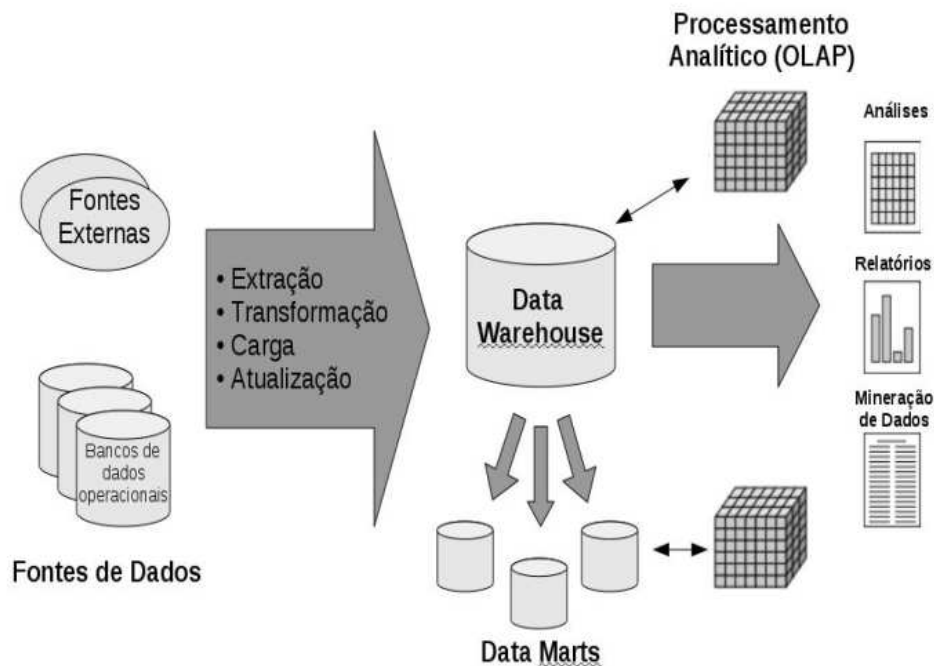 Processamento
Analítico (OLAP)
Análises
Fontes
Externas
• Extração
• Transformação
• Carga
• Atualização
Data
Warehouse
Relatórios
Mineração
de Dados
Bancos de
dados
operacionais
Fontes de Dados
Data Marts